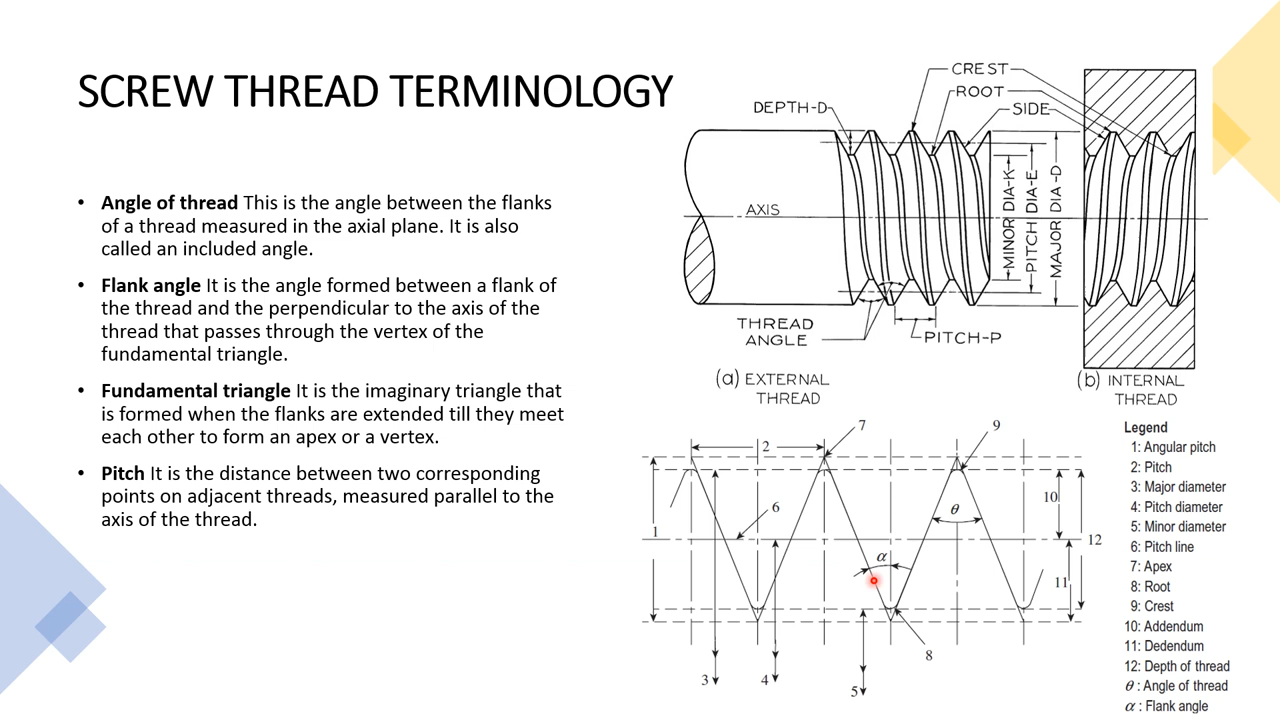 SCREW THREAD TERMINOLOGY
• Angle of thread This is the angle between the flanks
of a thread measured in the axial plane. It is also
called an included angle.
• Flank angle It is the angle formed between a flank of
the thread and the perpendicular to the axis of the
thread that passes through the vertex of the
fundamental triangle.
• Fundamental triangle It is the imaginary triangle that
is formed when the flanks are extended till they meet
each other to form an apex or a vertex.
• Pitch It is the distance between two corresponding
points on adjacent threads, measured parallel to the
axis of the thread.
CREST
ROOT
DEPTH-D
SIDE
AXIS
MINOR DIA-K
PITCH DIA-E
MAJOR DIA-D
THREAD
ANGLE
PITCH-P
(a) EXTERNAL
THREAD
(b) INTERNAL
THREAD
7
9
2
6
10
θ
1
12
α
11
8
3
4
5
Legend
1: Angular pitch
2: Pitch
3: Major diameter
4: Pitch diameter
5: Minor diameter
6: Pitch line
7: Apex
8: Root
9: Crest
10: Addendum
11: Dedendum
12: Depth of thread
θ : Angle of thread
α : Flank angle